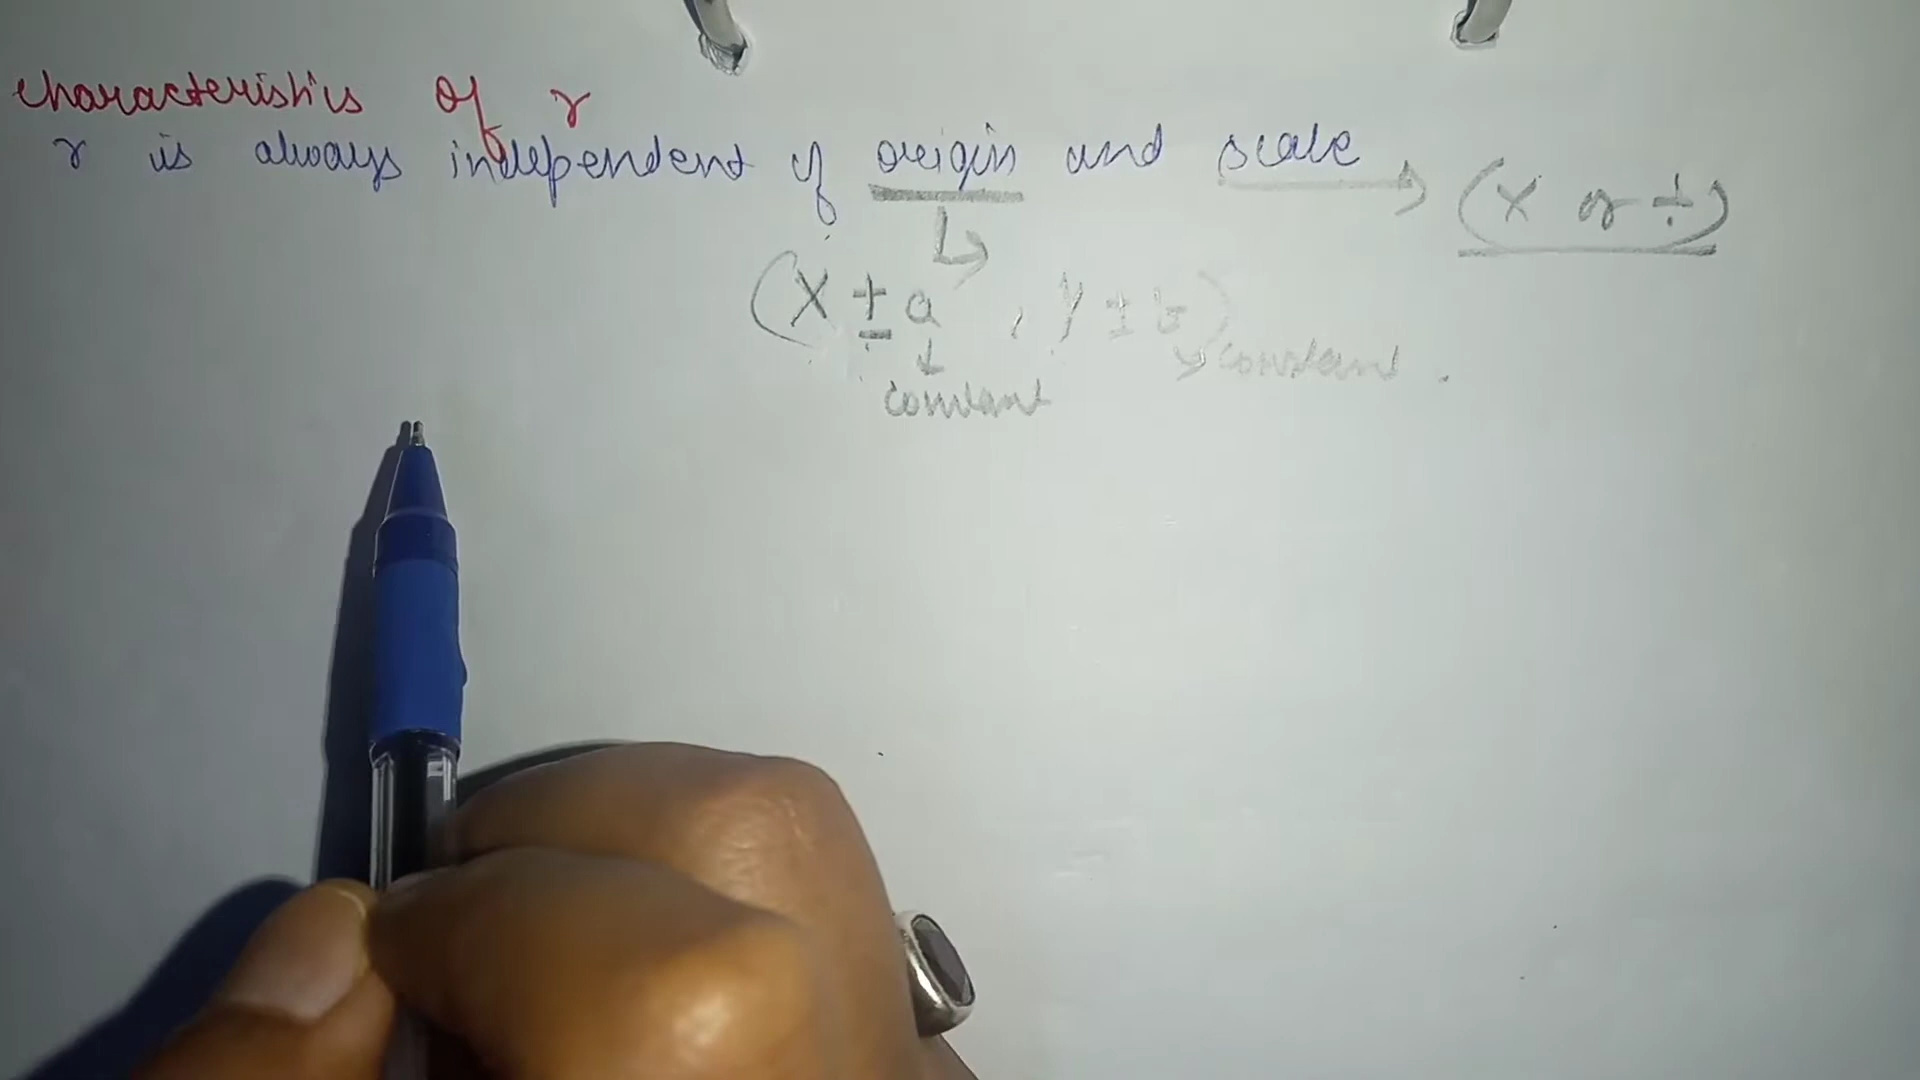 characteristics of r
r is always independent of origin and scale → (× or ÷)
↳
(X ± a , Y ± b)
↓ ↘ constant .
constant